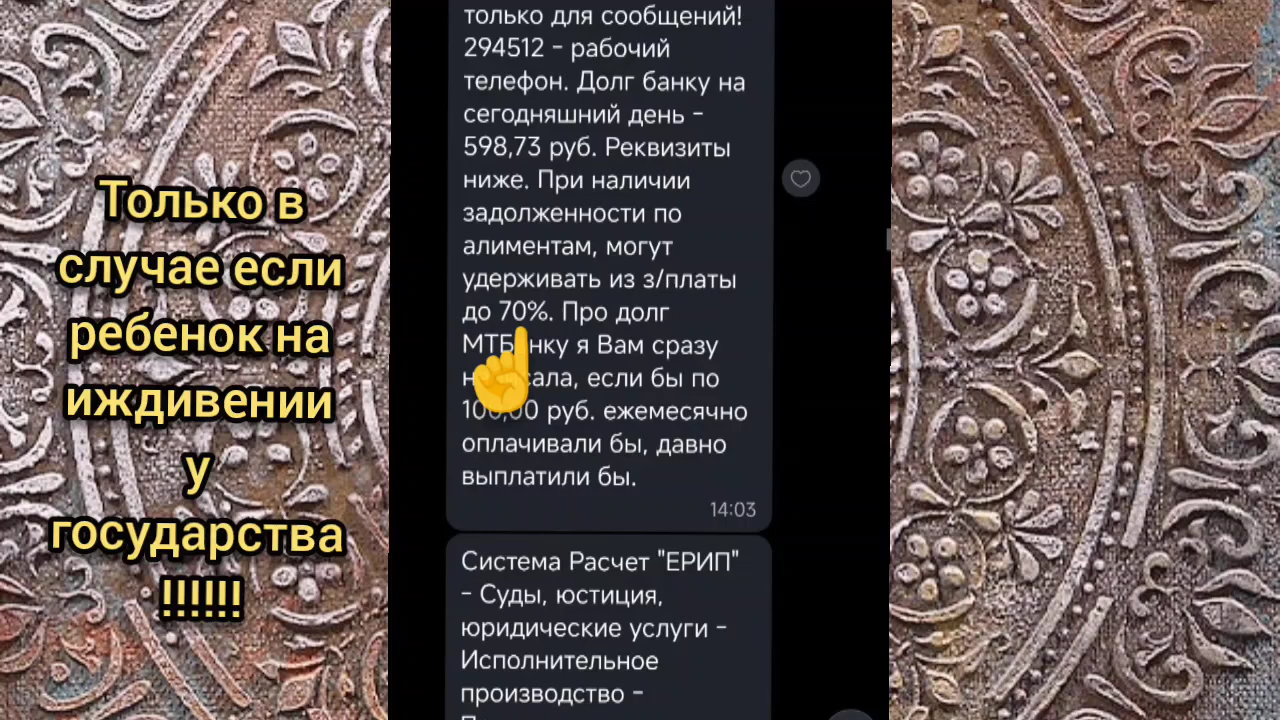 Только в
случае если
ребенок на
иждивении
у
государства
!!!!!!
только для сообщений!
294512 - рабочий
телефон. Долг банку на
сегодняшний день -
598,73 руб. Реквизиты
ниже. При наличии
задолженности по
алиментам, могут
удерживать из з/платы
до 70%. Про долг
МТБанку я Вам сразу
если бы по
100,00 руб. ежемесячно
оплачивали бы, давно
выплатили бы.
14:03
Система Расчет "ЕРИП"
- Суды, юстиция,
юридические услуги -
Исполнительное
производство -